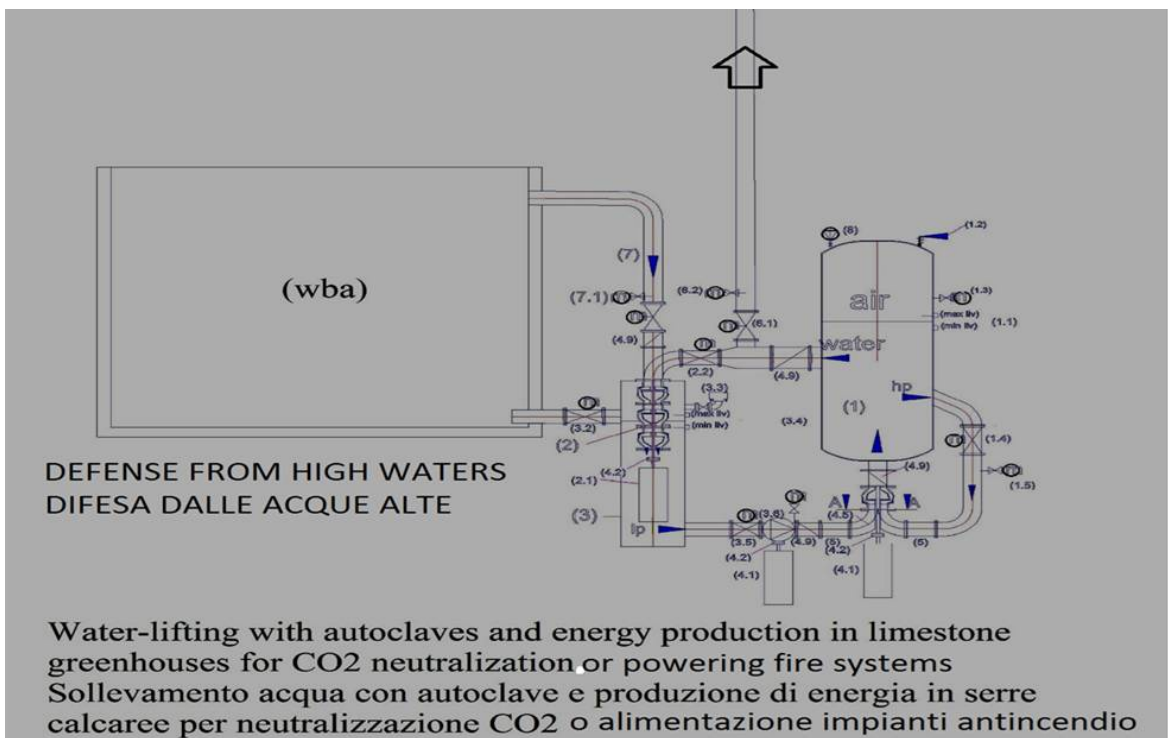 (8)
(1.2)
(7)
(wba)
(7.1)
(6.2)
(1.3)
air
(max liv)
(min liv)
(1.1)
(6.1)
(4.9)
water
(2.2)
(4.9)
(3.3)
hp
(max liv)
(min liv)
(3.2)
(2)
(3.4)
(1)
(1.4)
DEFENSE FROM HIGH WATERS
DIFESA DALLE ACQUE ALTE
(4.2)
(2.1)
(4.9)
(1.5)
A
A
(3)
lp
(3.6)
(4.5)
(3.5)
(4.9)
(5)
(5)
(4.2)
(4.2)
(4.1)
(4.1)
Water-lifting with autoclaves and energy production in limestone
greenhouses for CO2 neutralization.or powering fire systems
Sollevamento acqua con autoclave e produzione di energia in serre
calcaree per neutralizzazione CO2 o alimentazione impianti antincendio